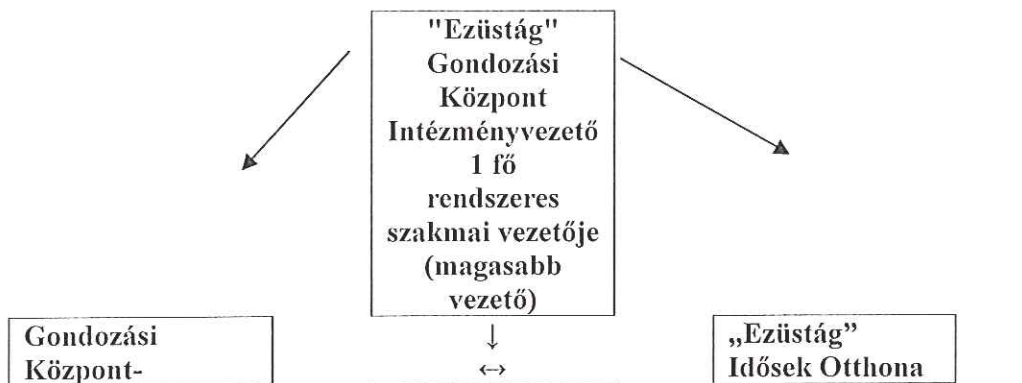 "Ezüstág"
Gondozási
Központ
Intézményvezető
1 fő
rendszeres
szakmai vezetője
(magasabb
vezető)
↓
↔
Gondozási
Központ-
„Ezüstág”
Idősek Otthona